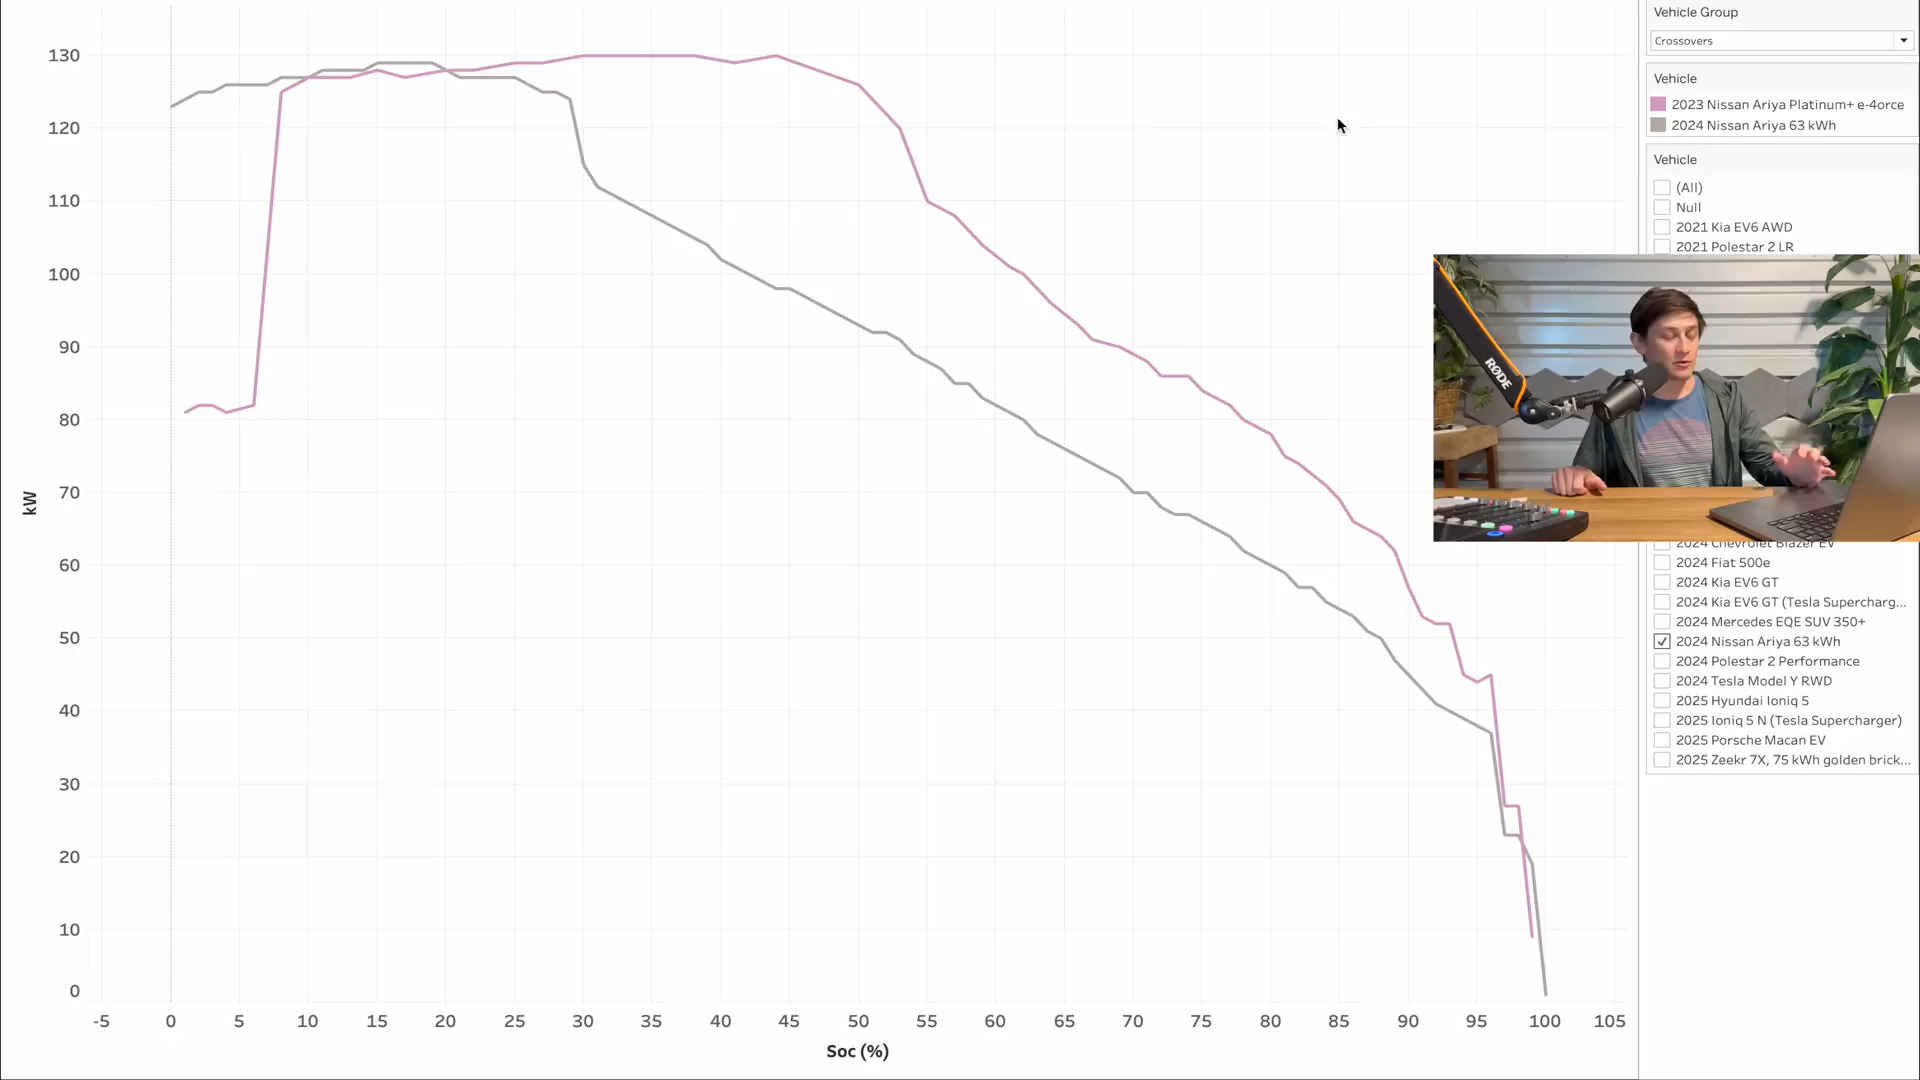 130
120
110
100
90
80
70
60
50
40
30
20
10
0
kW
-5 0 5 10 15 20 25 30 35 40 45 50 55 60 65 70 75 80 85 90 95 100 105
Soc (%)
Vehicle Group
Crossovers
Vehicle
2023 Nissan Ariya Platinum+ e-4orce
2024 Nissan Ariya 63 kWh
Vehicle
(All)
Null
2021 Kia EV6 AWD
2021 Polestar 2 LR
RØDE
2024 Chevrolet Blazer EV
2024 Fiat 500e
2024 Kia EV6 GT
2024 Kia EV6 GT (Tesla Supercharg...
2024 Mercedes EQE SUV 350+
2024 Nissan Ariya 63 kWh
2024 Polestar 2 Performance
2024 Tesla Model Y RWD
2025 Hyundai Ioniq 5
2025 Ioniq 5 N (Tesla Supercharger)
2025 Porsche Macan EV
2025 Zeekr 7X, 75 kWh golden brick...